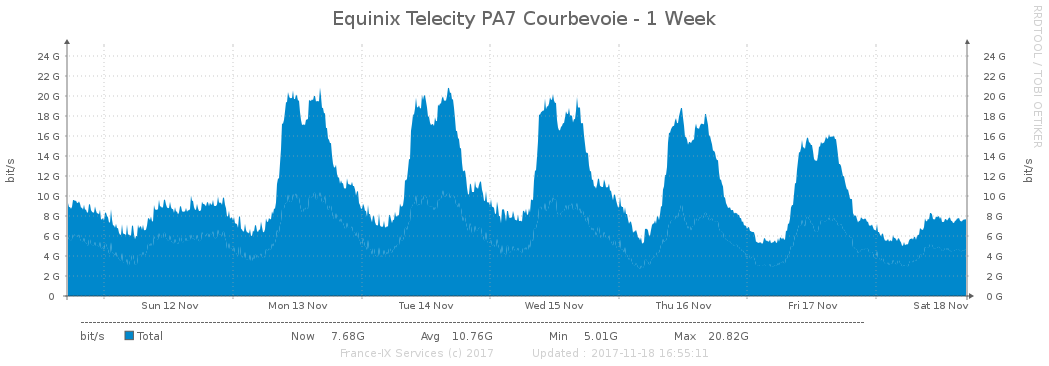 Equinix Telecity PA7 Courbevoie - 1 Week
RRDTOOL / TOBI OETIKER
24 G 24 G
22 G 22 G
20 G 20 G
18 G 18 G
16 G 16 G
14 G 14 G
12 G 12 G
10 G 10 G
8 G 8 G
6 G 6 G
4 G 4 G
2 G 2 G
0 0 G
bit/s
bit/s
Sun 12 Nov Mon 13 Nov Tue 14 Nov Wed 15 Nov Thu 16 Nov Fri 17 Nov Sat 18 Nov
bit/s Total Now 7.68G Avg 10.76G Min 5.01G Max 20.82G
France-IX Services (c) 2017 Updated : 2017-11-18 16:55:11